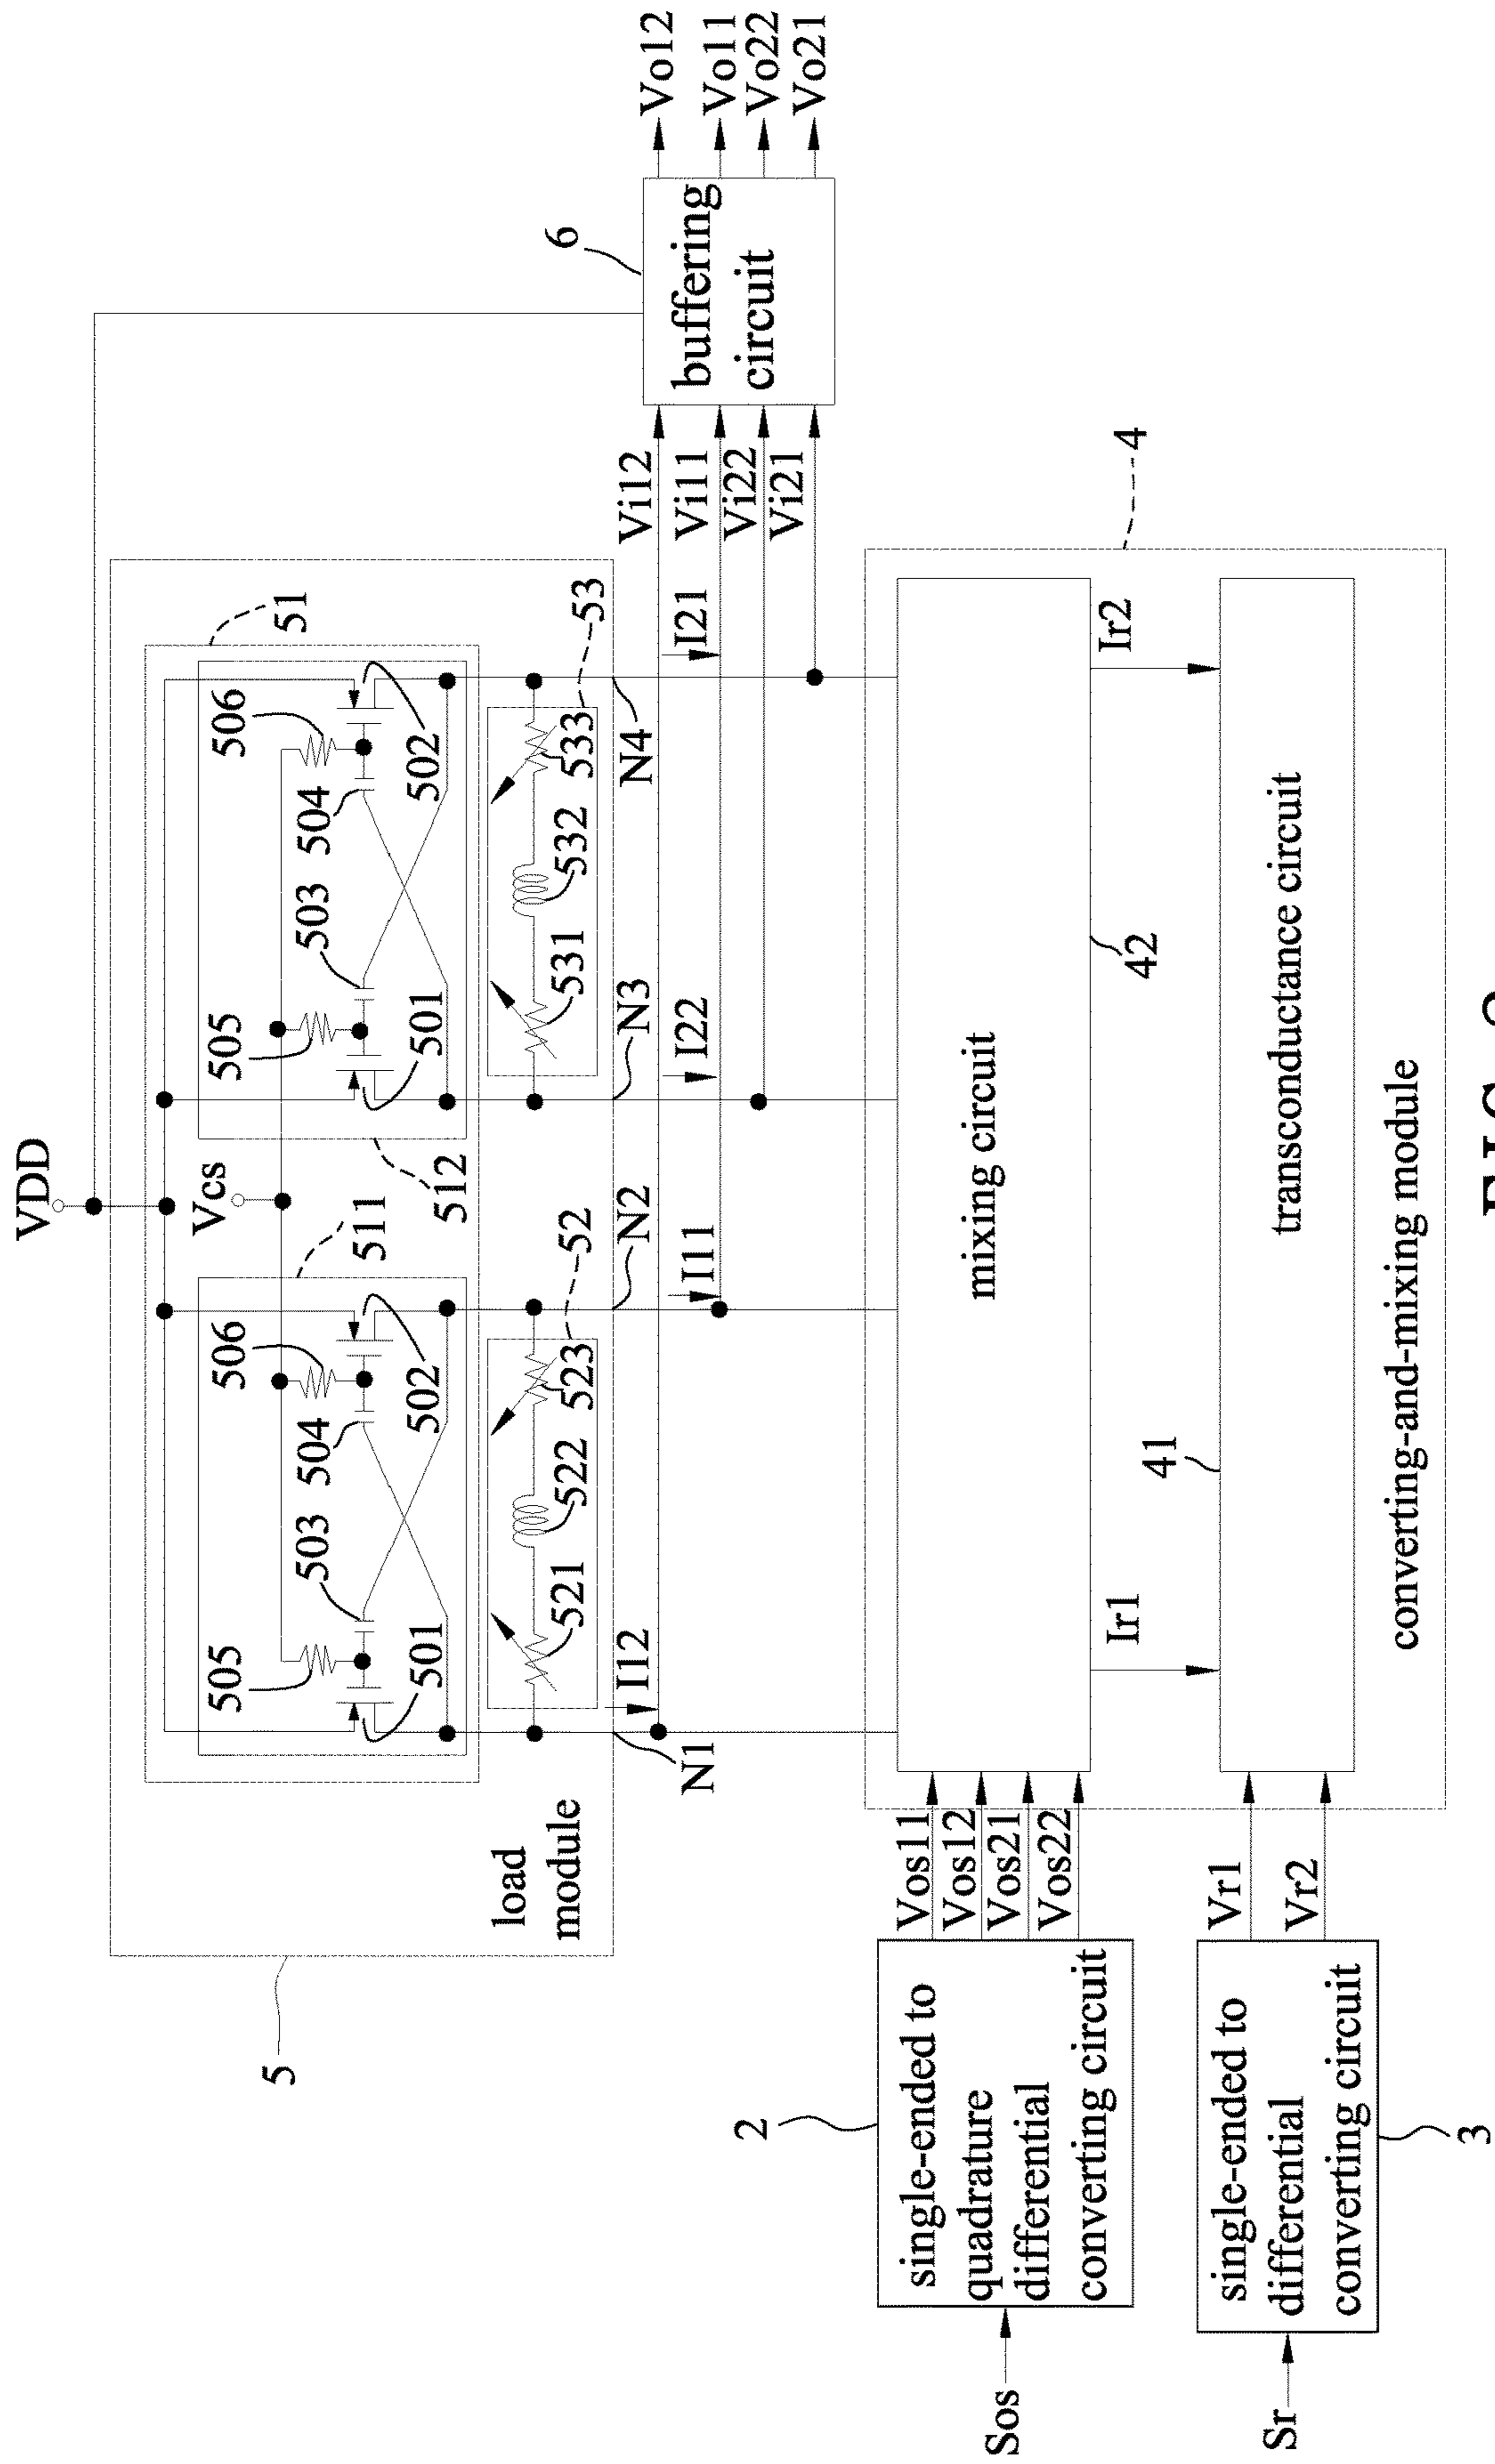 VDD
Vcs
51
511
512
505
506
503
504
501
502
505
506
503
504
501
502
52
521
522
523
53
531
532
533
load
module
5
N1
N2
N3
N4
I12
I11
I22
I21
Vi12
Vi11
Vi22
Vi21
6
buffering
circuit
Vo12
Vo11
Vo22
Vo21
4
mixing circuit
42
Ir1
Ir2
41
transconductance circuit
converting-and-mixing module
Vos11
Vos12
Vos21
Vos22
2
single-ended to
quadrature
differential
converting circuit
Sos
Vr1
Vr2
3
single-ended to
differential
converting circuit
Sr